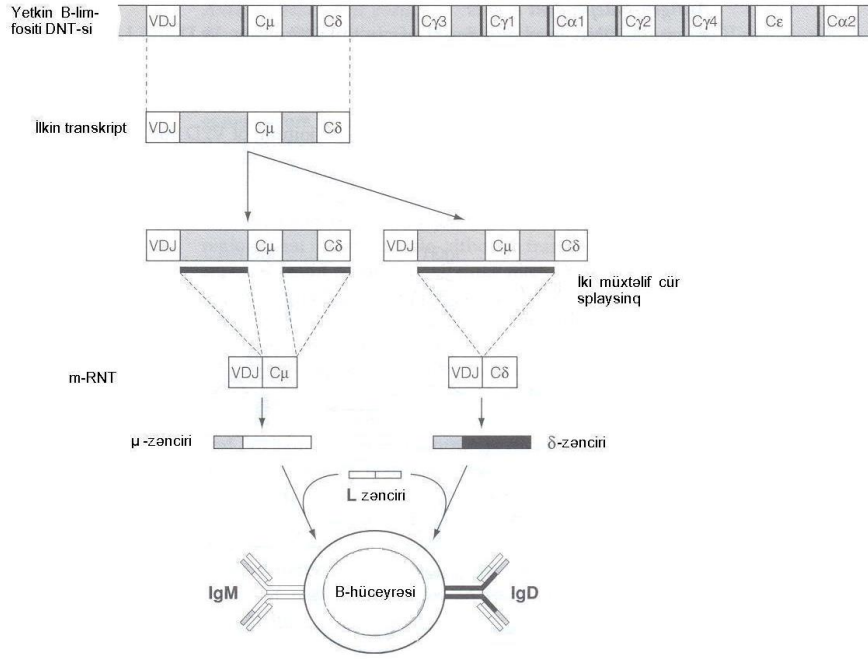 Yetkin B-lim-
fositi DNT-si
VDJ Cμ Cδ Cγ3 Cγ1 Cα1 Cγ2 Cγ4 Cε Cα2
İlkin transkript
VDJ Cμ Cδ
VDJ Cμ Cδ VDJ Cμ Cδ
İki müxtəlif cür
splaysinq
m-RNT
VDJ Cμ VDJ Cδ
μ-zənciri δ-zənciri
L zənciri
IgM B-hüceyrəsi IgD